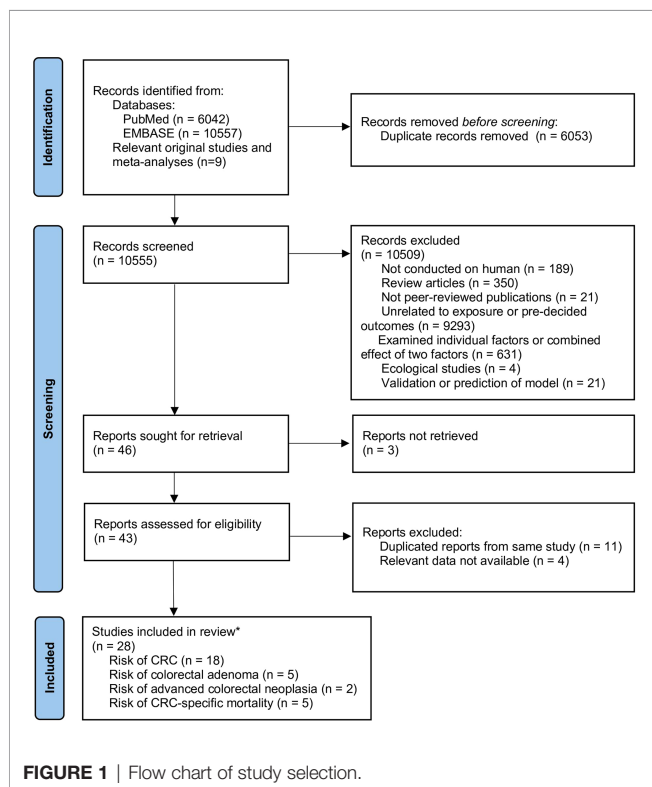 Identification
Records identified from:
Databases:
PubMed (n = 6042)
EMBASE (n = 10557)
Relevant original studies and
meta-analyses (n=9)
Records removed before screening:
Duplicate records removed (n = 6053)
Screening
Records screened
(n = 10555)
Records excluded
(n = 10509)
Not conducted on human (n = 189)
Review articles (n = 350)
Not peer-reviewed publications (n = 21)
Unrelated to exposure or pre-decided
outcomes (n = 9293)
Examined individual factors or combined
effect of two factors (n = 631)
Ecological studies (n = 4)
Validation or prediction of model (n = 21)
Reports sought for retrieval
(n = 46)
Reports not retrieved
(n = 3)
Reports assessed for eligibility
(n = 43)
Reports excluded:
Duplicated reports from same study (n = 11)
Relevant data not available (n = 4)
Included
Studies included in review*
(n = 28)
Risk of CRC (n = 18)
Risk of colorectal adenoma (n = 5)
Risk of advanced colorectal neoplasia (n = 2)
Risk of CRC-specific mortality (n = 5)
FIGURE 1 | Flow chart of study selection.